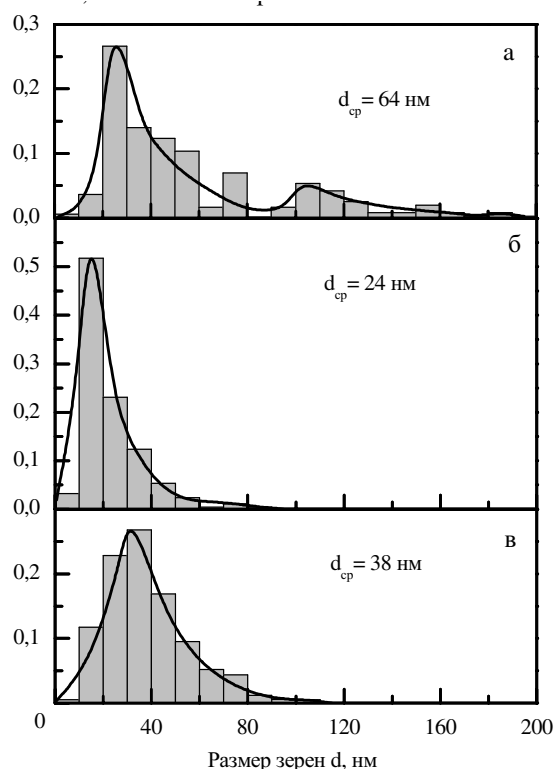 0,3
а
0,2
d_ср= 64 нм
0,1
0,0
б
0,5
d_ср= 24 нм
0,4
0,3
0,2
0,1
0,0
в
0,2
d_ср= 38 нм
0,1
0 40 80 120 160 200
Размер зерен d, нм